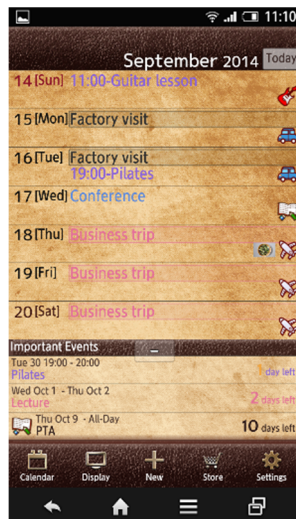 11:10
September 2014 Today
14 [Sun] 11:00-Guitar lesson
15 [Mon] Factory visit
16 [Tue] Factory visit
19:00-Pilates
17 [Wed] Conference
18 [Thu] Business trip
19 [Fri] Business trip
20 [Sat] Business trip
Important Events
Tue 30 19:00 - 20:00
Pilates
day left
Wed Oct 1 - Thu Oct 2
Lecture
2 days left
Thu Oct 9 - All-Day
PTA
10 days left
Calendar Display New Store Settings